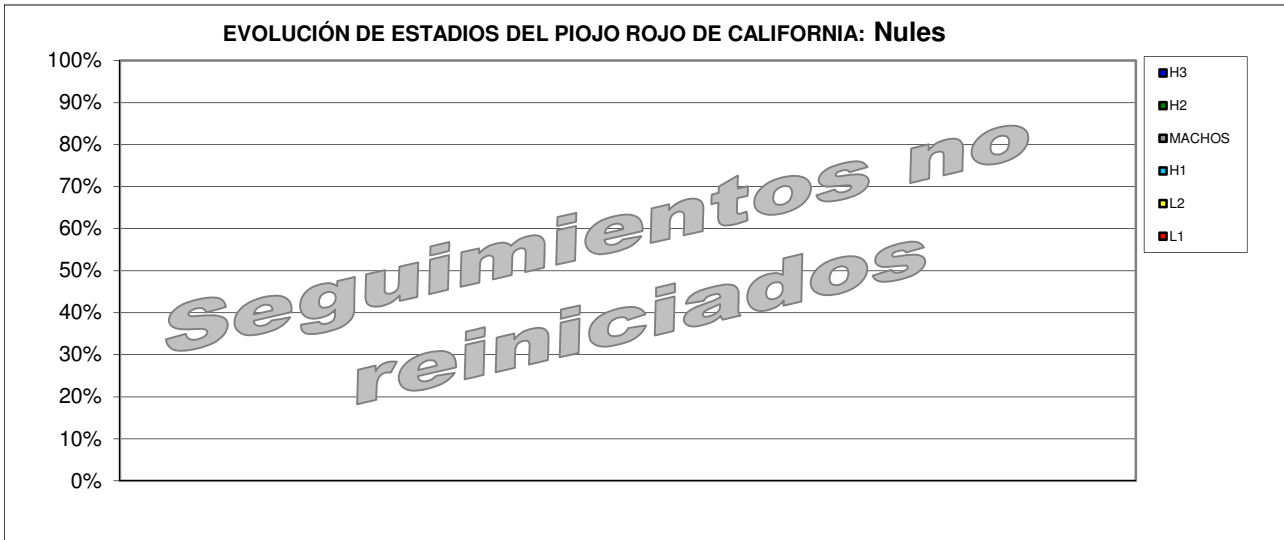 EVOLUCIÓN DE ESTADIOS DEL PIOJO ROJO DE CALIFORNIA: Nules
100%
90%
80%
70%
60%
50%
40%
30%
20%
10%
0%
Seguimientos no
reiniciados
H3
H2
MACHOS
H1
L2
L1